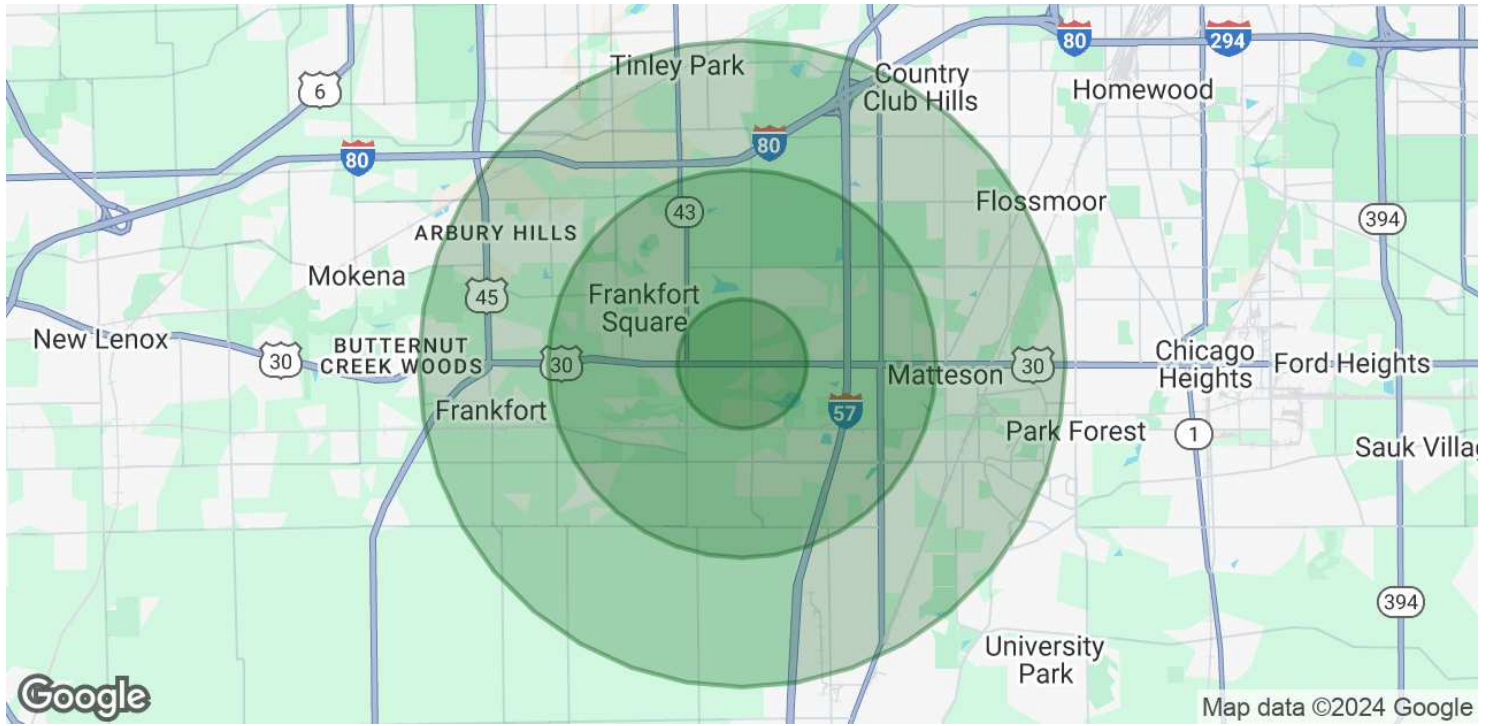 Tinley Park
Country
Club Hills
80
294
Homewood
6
80
80
43
Flossmoor
394
ARBURY HILLS
Mokena
45
Frankfort
Square
New Lenox
30
BUTTERNUT
CREEK WOODS
30
Matteson
30
Chicago
Heights
Ford Heights
Frankfort
57
Park Forest
1
Sauk Villa
394
University
Park
Google
Map data ©2024 Google